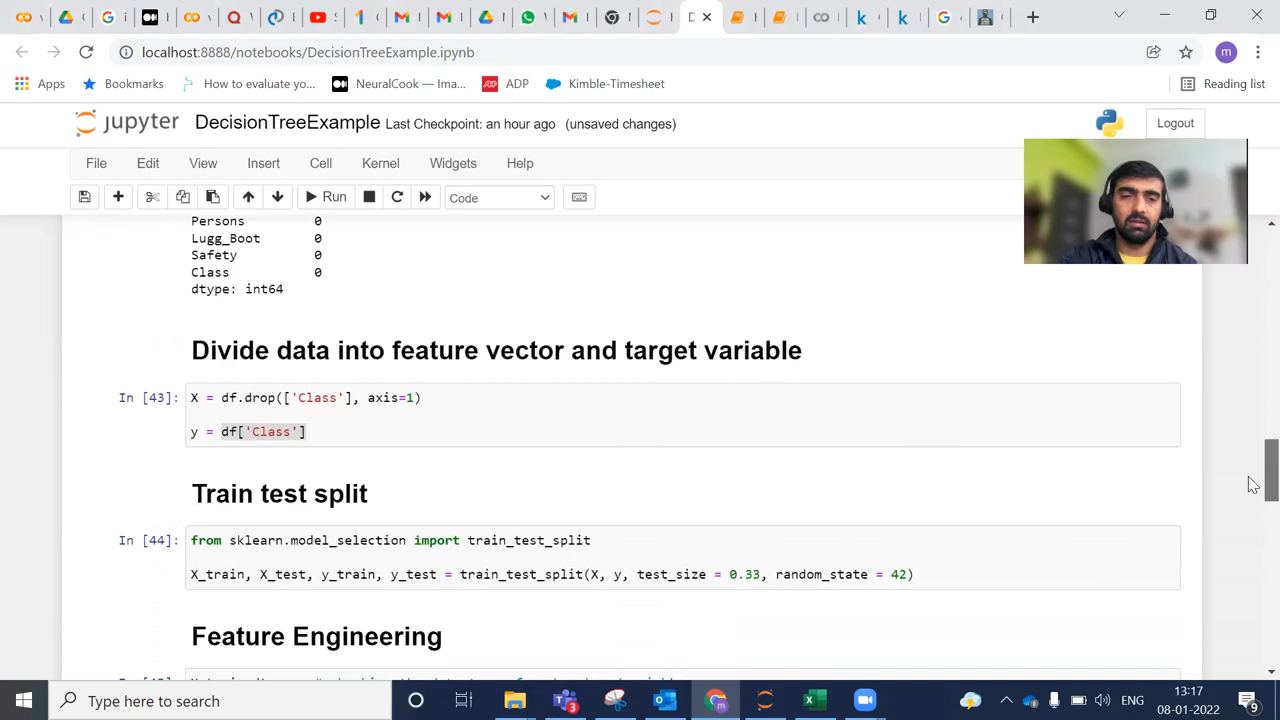 localhost:8888/notebooks/DecisionTreeExample.ipynb
m
Apps
Bookmarks
How to evaluate yo...
NeuralCook — Ima...
ADP
Kimble-Timesheet
Reading list
jupyter
DecisionTreeExample Last Checkpoint: an hour ago (unsaved changes)
Logout
File Edit View Insert Cell Kernel Widgets Help
Run
Code
Persons 0
Lugg_Boot 0
Safety 0
Class 0
dtype: int64
Divide data into feature vector and target variable
In [43]:
X = df.drop(['Class'], axis=1)
y = df['Class']
Train test split
In [44]:
from sklearn.model_selection import train_test_split
X_train, X_test, y_train, y_test = train_test_split(X, y, test_size = 0.33, random_state = 42)
Feature Engineering
Type here to search
ENG
13:17
08-01-2022